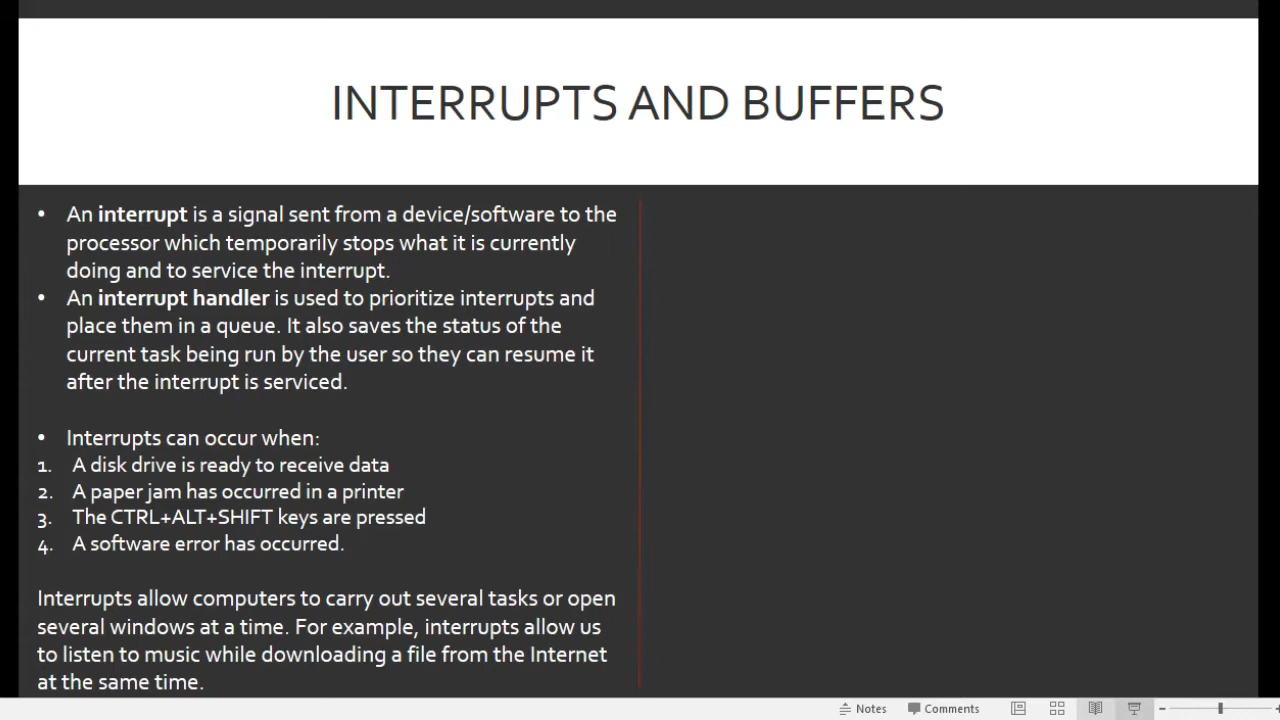 INTERRUPTS AND BUFFERS
• An interrupt is a signal sent from a device/software to the
processor which temporarily stops what it is currently
doing and to service the interrupt.
• An interrupt handler is used to prioritize interrupts and
place them in a queue. It also saves the status of the
current task being run by the user so they can resume it
after the interrupt is serviced.
• Interrupts can occur when:
1. A disk drive is ready to receive data
2. A paper jam has occurred in a printer
3. The CTRL+ALT+SHIFT keys are pressed
4. A software error has occurred.
Interrupts allow computers to carry out several tasks or open
several windows at a time. For example, interrupts allow us
to listen to music while downloading a file from the Internet
at the same time.
Notes Comments